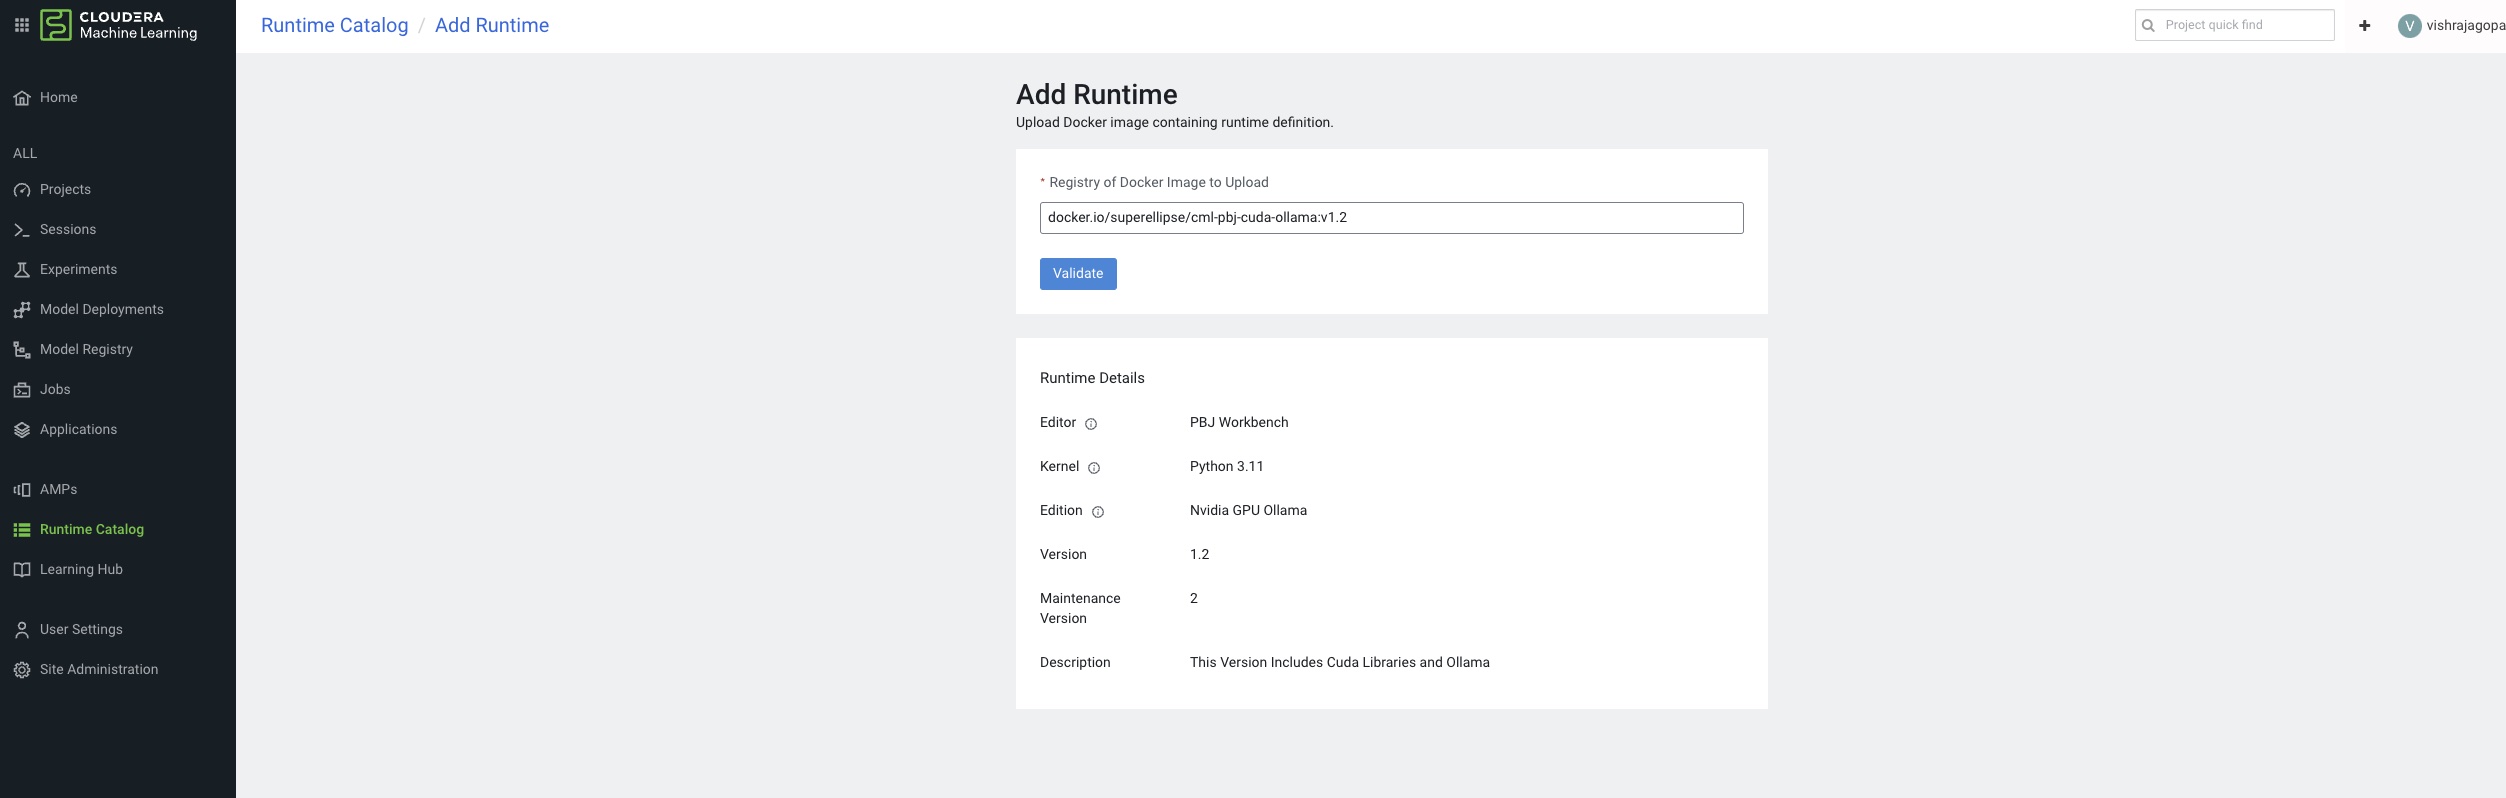 CLOUDERA
Machine Learning
Runtime Catalog / Add Runtime
Project quick find
V vishrajagopa
Home
ALL
Projects
Sessions
Experiments
Model Deployments
Model Registry
Jobs
Applications
AMPs
Runtime Catalog
Learning Hub
User Settings
Site Administration
Add Runtime
Upload Docker image containing runtime definition.
* Registry of Docker Image to Upload
docker.io/superellipse/cml-pbj-cuda-ollama:v1.2
Validate
Runtime Details
Editor PBJ Workbench
Kernel Python 3.11
Edition Nvidia GPU Ollama
Version 1.2
Maintenance 2
Version
Description This Version Includes Cuda Libraries and Ollama